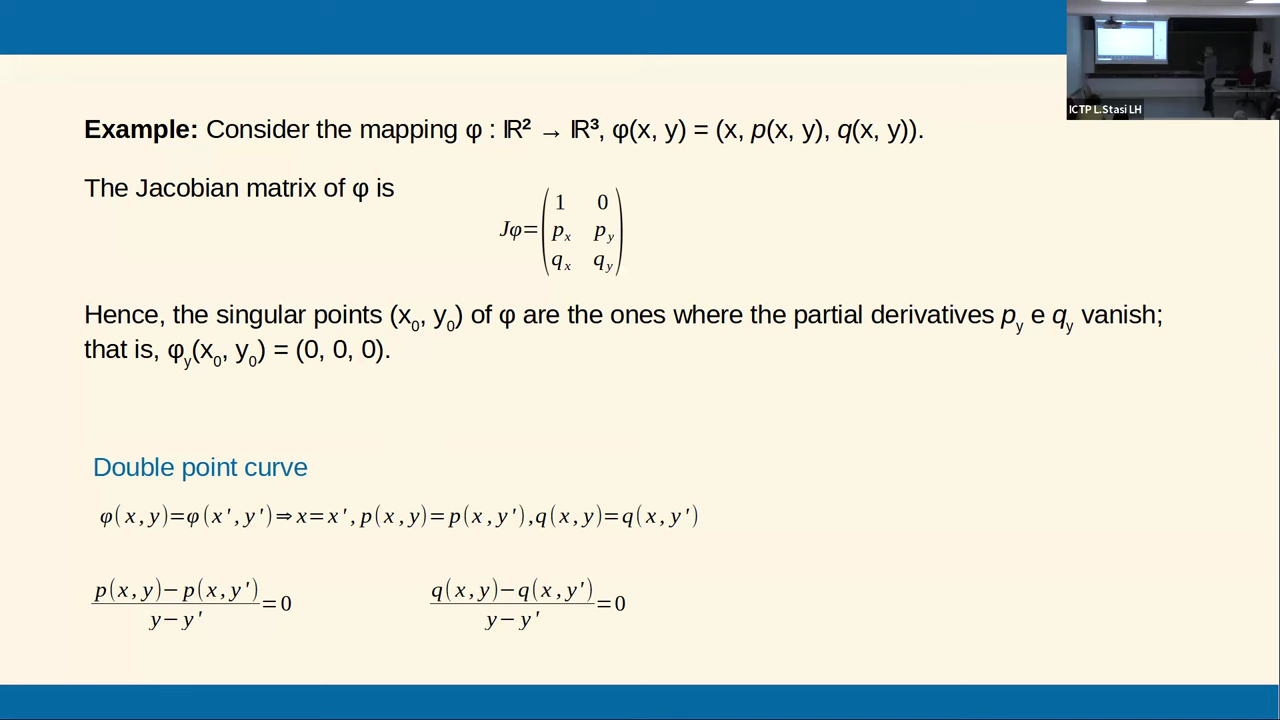 ICTP L.Stasi LH
Example: Consider the mapping φ : ℝ² → ℝ³, φ(x, y) = (x, p(x, y), q(x, y)).
The Jacobian matrix of φ is
Jφ=(1 0
pₓ p_y
qₓ q_y)
Hence, the singular points (x₀, y₀) of φ are the ones where the partial derivatives p_y e q_y vanish;
that is, φ_y(x₀, y₀) = (0, 0, 0).
Double point curve
φ(x,y)=φ(x',y')⇒x=x',p(x,y)=p(x,y'),q(x,y)=q(x,y')
(p(x,y)−p(x,y'))/(y−y')=0 (q(x,y)−q(x,y'))/(y−y')=0